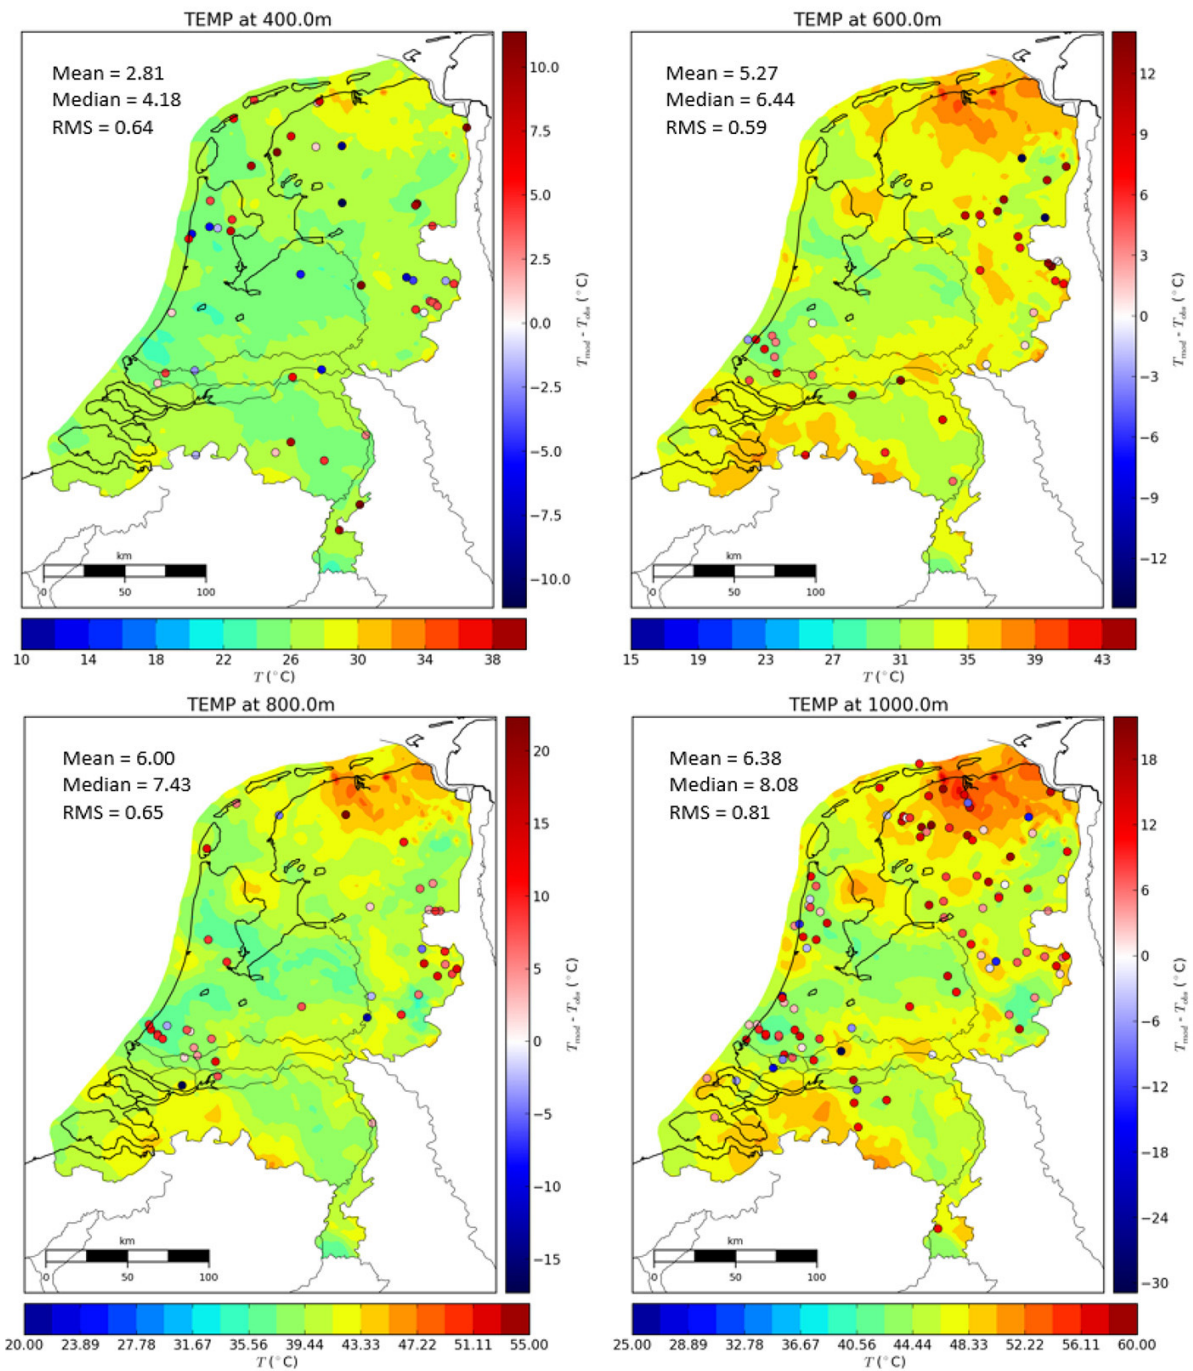 TEMP at 400.0m
Mean = 2.81
Median = 4.18
RMS = 0.64
10.0
7.5
5.0
2.5
0.0
−2.5
−5.0
−7.5
−10.0
T_mod - T_obs (°C)
km
0 50 100
10 14 18 22 26 30 34 38
T (°C)
TEMP at 600.0m
Mean = 5.27
Median = 6.44
RMS = 0.59
12
9
6
3
0
−3
−6
−9
−12
T_mod - T_obs (°C)
km
0 50 100
15 19 23 27 31 35 39 43
T (°C)
TEMP at 800.0m
Mean = 6.00
Median = 7.43
RMS = 0.65
20
15
10
5
0
−5
−10
−15
T_mod - T_obs (°C)
km
0 50 100
20.00 23.89 27.78 31.67 35.56 39.44 43.33 47.22 51.11 55.00
T (°C)
TEMP at 1000.0m
Mean = 6.38
Median = 8.08
RMS = 0.81
18
12
6
0
−6
−12
−18
−24
−30
T_mod - T_obs (°C)
km
0 50 100
25.00 28.89 32.78 36.67 40.56 44.44 48.33 52.22 56.11 60.00
T (°C)